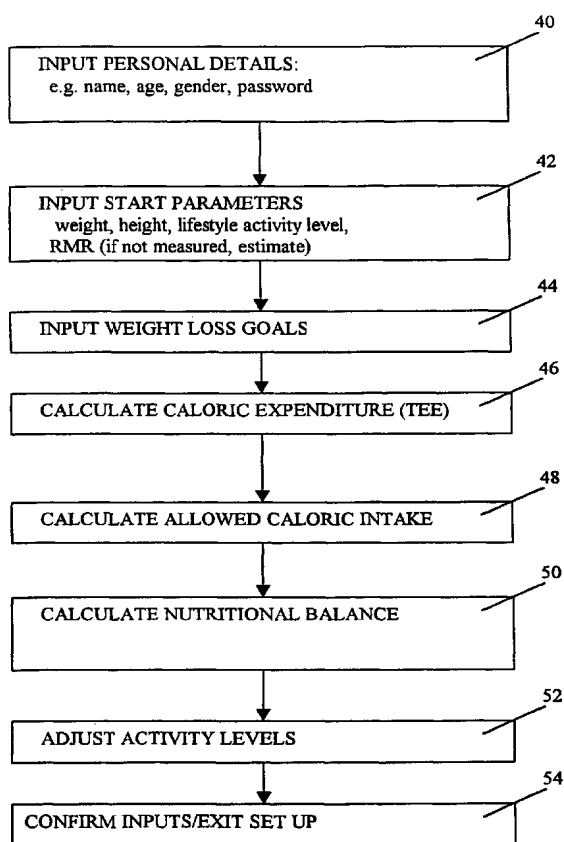 40
INPUT PERSONAL DETAILS:
e.g. name, age, gender, password
42
INPUT START PARAMETERS
weight, height, lifestyle activity level,
RMR (if not measured, estimate)
44
INPUT WEIGHT LOSS GOALS
46
CALCULATE CALORIC EXPENDITURE (TEE)
48
CALCULATE ALLOWED CALORIC INTAKE
50
CALCULATE NUTRITIONAL BALANCE
52
ADJUST ACTIVITY LEVELS
54
CONFIRM INPUTS/EXIT SET UP